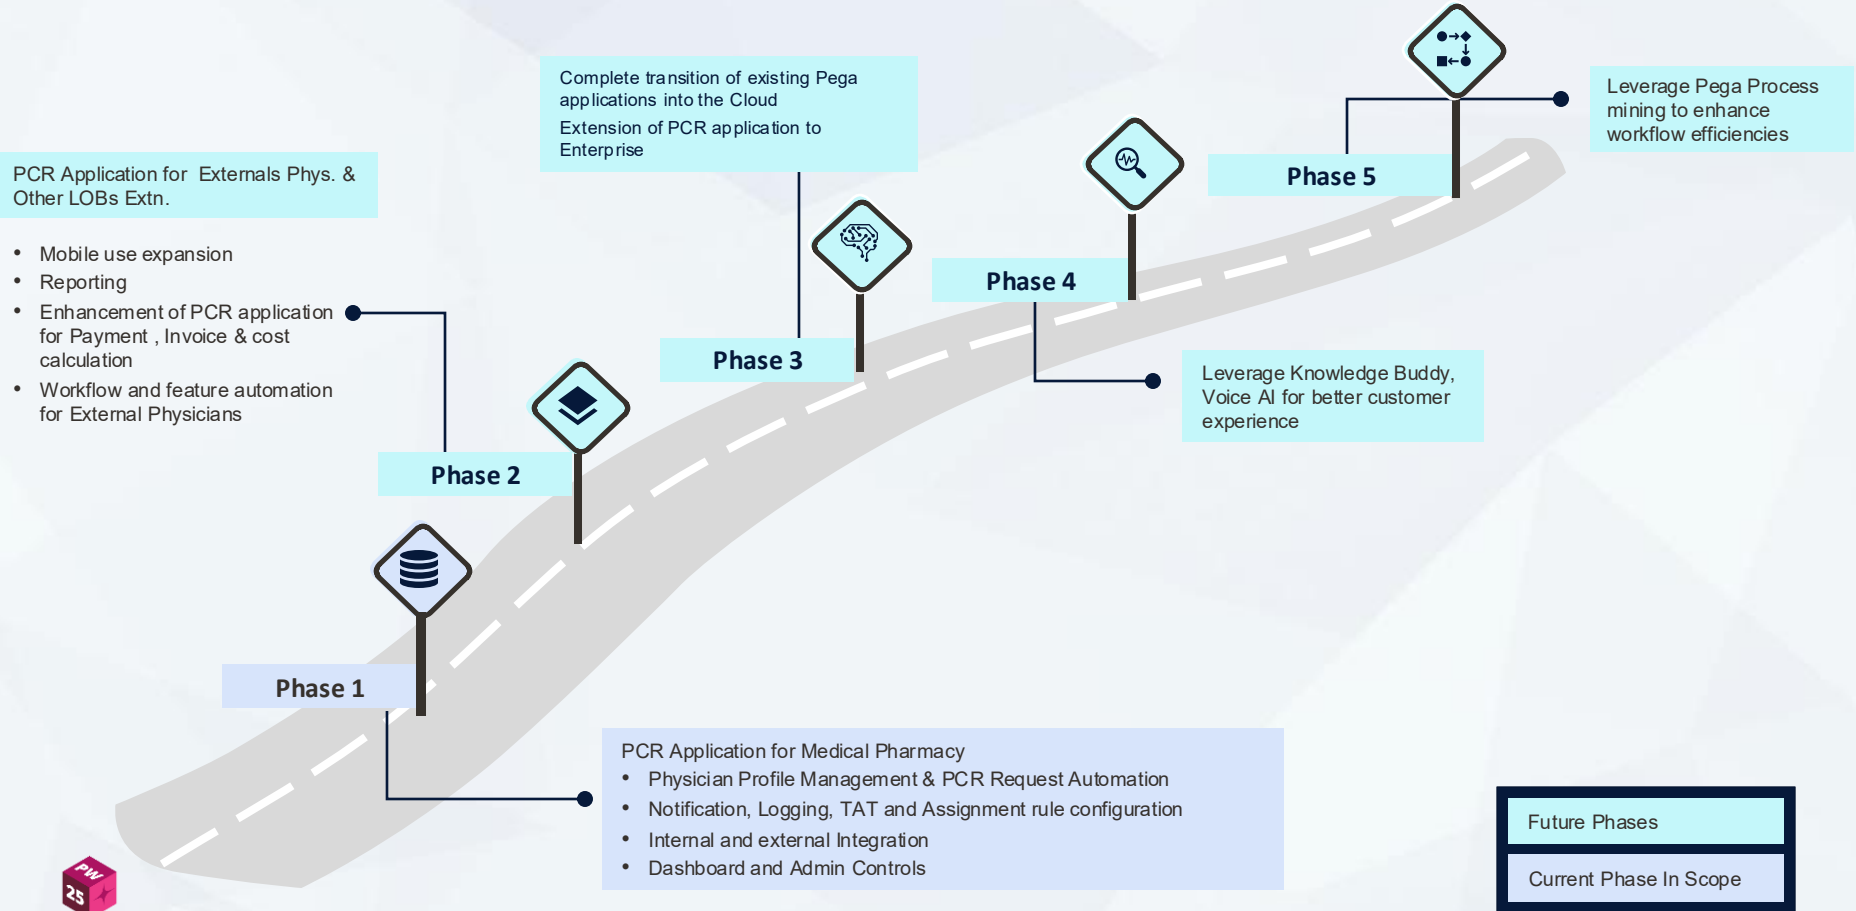 Complete transition of existing Pega
applications into the Cloud
Extension of PCR application to
Enterprise
Leverage Pega Process
mining to enhance
workflow efficiencies
PCR Application for Externals Phys. &
Other LOBs Extn.
• Mobile use expansion
• Reporting
• Enhancement of PCR application
for Payment , Invoice & cost
calculation
• Workflow and feature automation
for External Physicians
Phase 5
Phase 4
Phase 3
Leverage Knowledge Buddy,
Voice AI for better customer
experience
Phase 2
Phase 1
PCR Application for Medical Pharmacy
• Physician Profile Management & PCR Request Automation
• Notification, Logging, TAT and Assignment rule configuration
• Internal and external Integration
• Dashboard and Admin Controls
Future Phases
Current Phase In Scope
PW
25